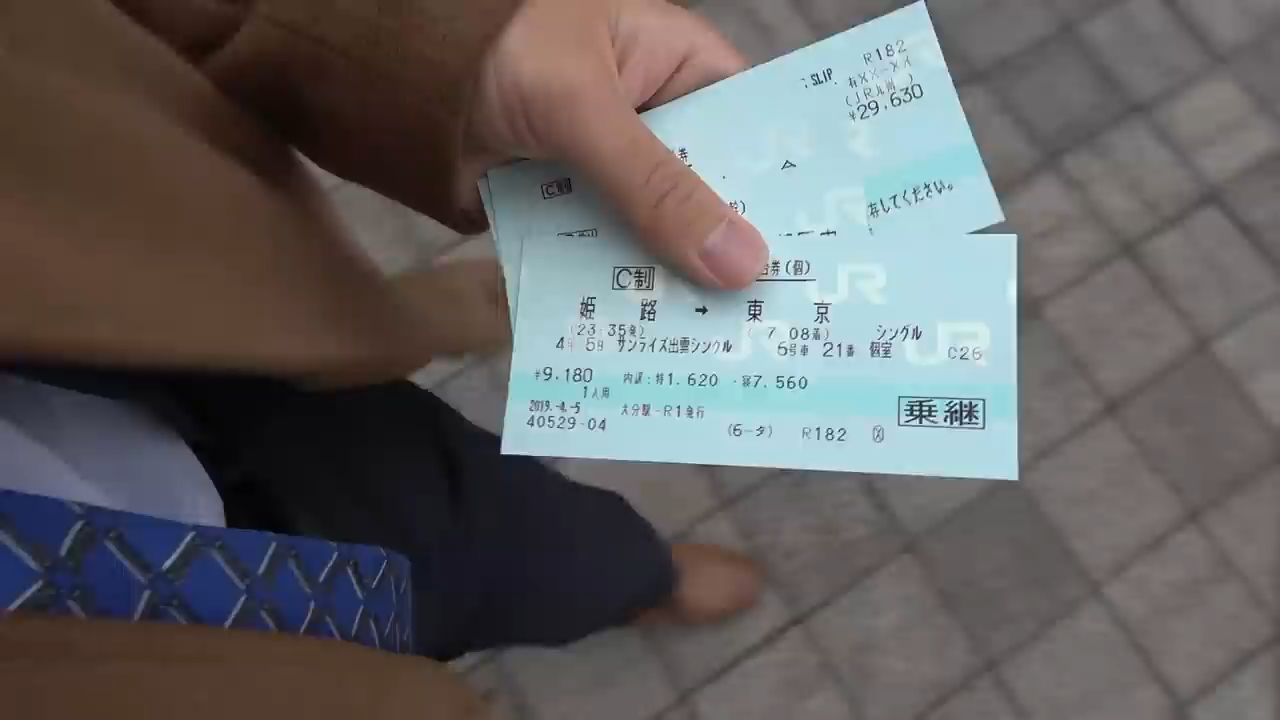 R182
:SLIP.
¥29,630
券
C制
なしてください。
C制
台券(個)
姫 路 → 東 京
(23:35発) ( 7 08着) シングル
4月 5日 サンライズ出雲シングル 6号車 21番 個室 C26
¥9.180 内訳:特1.620 ・寝7.560
1人用
2019.-4.-5 大分駅-R1発行
乗継
40529-04 (6-タ) R182